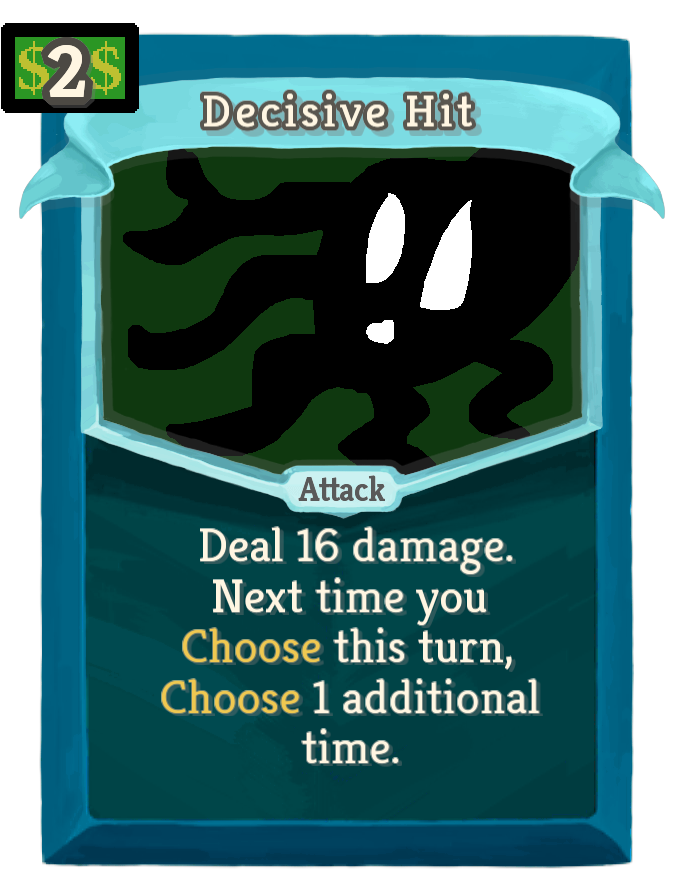 $2$
Decisive Hit
Attack
Deal 16 damage.
Next time you
Choose this turn,
Choose 1 additional
time.